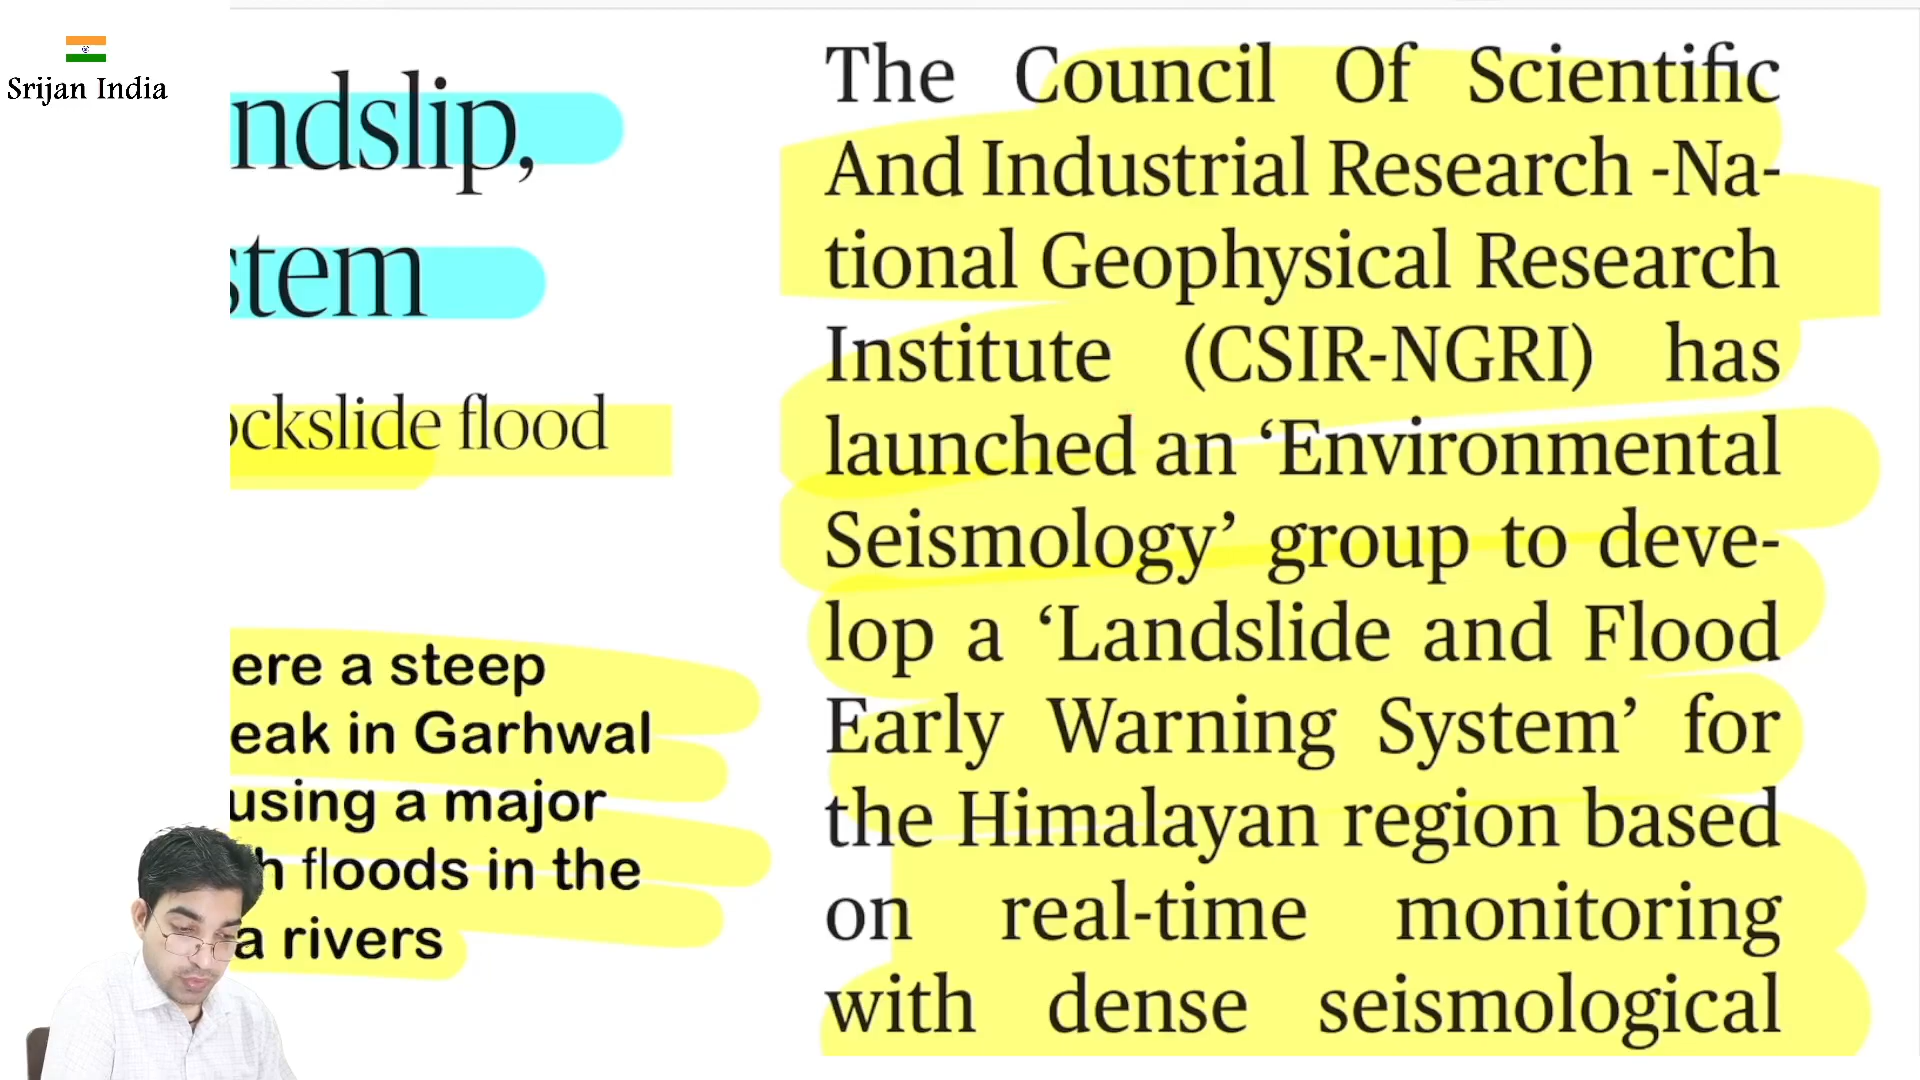 Srijan India
ndslip,
stem
ockslide flood
ere a steep
eak in Garhwal
using a major
h floods in the
a rivers
The Council Of Scientific
And Industrial Research -Na-
tional Geophysical Research
Institute (CSIR-NGRI) has
launched an ‘Environmental
Seismology’ group to deve-
lop a ‘Landslide and Flood
Early Warning System’ for
the Himalayan region based
on real-time monitoring
with dense seismological